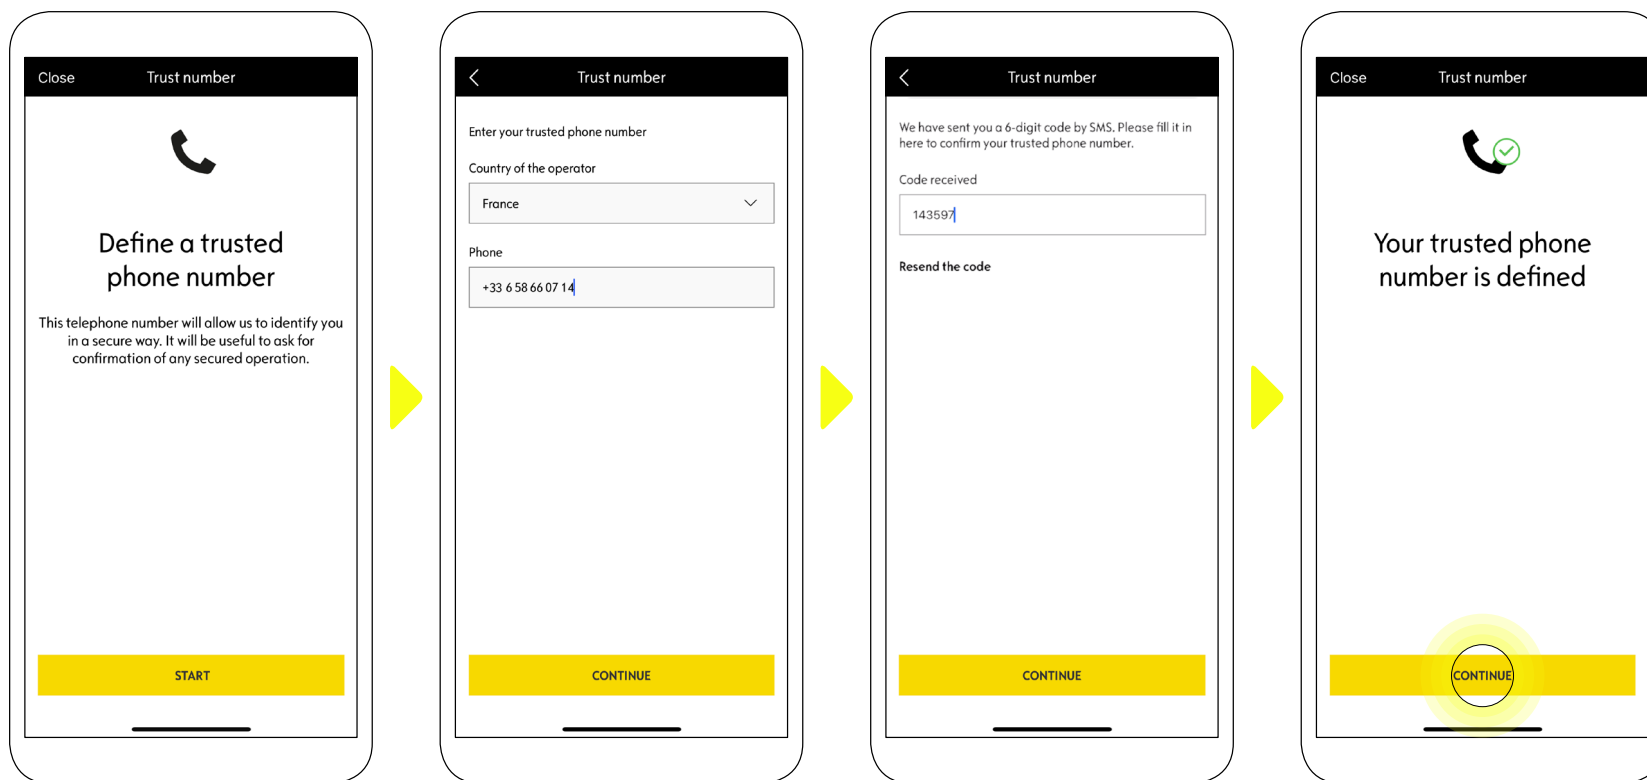 Close Trust number
Define a trusted
phone number
This telephone number will allow us to identify you
in a secure way. It will be useful to ask for
confirmation of any secured operation.
START
Trust number
Enter your trusted phone number
Country of the operator
France
Phone
+33 6 58 66 07 14
CONTINUE
Trust number
We have sent you a 6-digit code by SMS. Please fill it in
here to confirm your trusted phone number.
Code received
143597
Resend the code
CONTINUE
Close Trust number
Your trusted phone
number is defined
CONTINUE